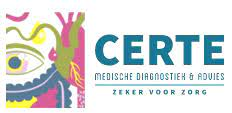 CERTE
MEDISCHE DIAGNOSTIEK & ADVIES
ZEKER VOOR ZORG